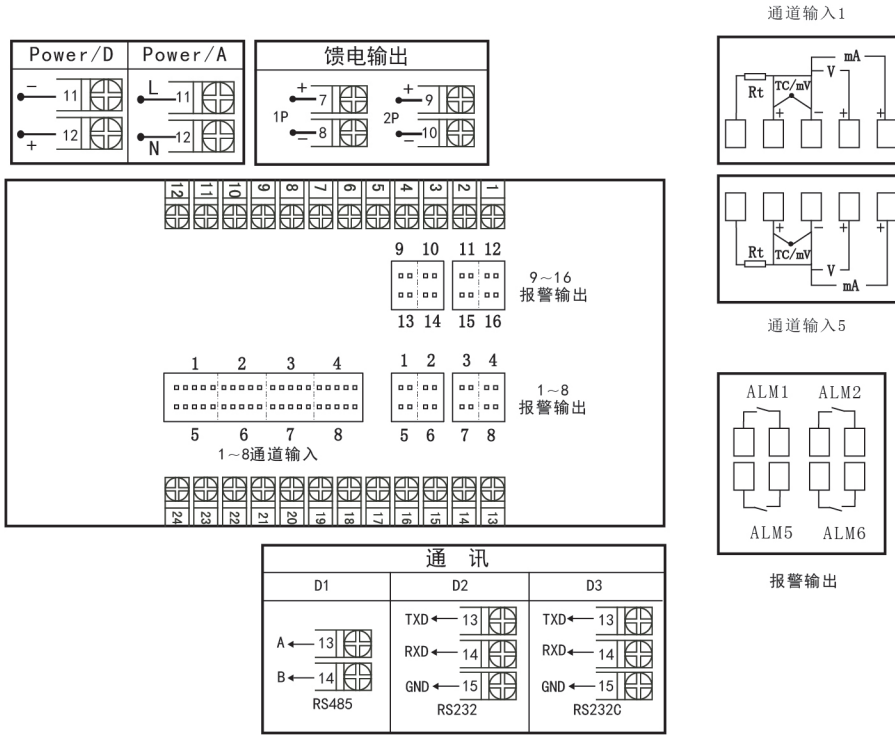 通道输入1
Power/D Power/A
− 11
+ 12
L 11
N 12
馈电输出
1P + 7 − 8
2P + 9 − 10
mA
V
Rt TC/mV
+ − + +
12 11 10 9 8 7 6 5 4 3 2 1
+ − + +
Rt TC/mV
V
mA
通道输入5
9 10 11 12
13 14 15 16
9~16
报警输出
1 2 3 4
5 6 7 8
1~8通道输入
1 2 3 4
5 6 7 8
1~8
报警输出
24 23 22 21 20 19 18 17 16 15 14 13
ALM1 ALM2
ALM5 ALM6
报警输出
通 讯
D1 D2 D3
A 13
B 14
RS485
TXD 13
RXD 14
GND 15
RS232
TXD 13
RXD 14
GND 15
RS232C